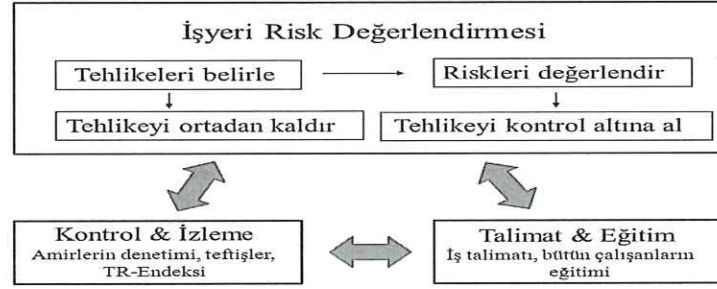 İşyeri Risk Değerlendirmesi
Tehlikeleri belirle
Riskleri değerlendir
Tehlikeyi ortadan kaldır
Tehlikeyi kontrol altına al
Kontrol & İzleme
Amirlerin denetimi, teftişler,
TR-Endeksi
Talimat & Eğitim
İş talimatı, bütün çalışanların
eğitimi